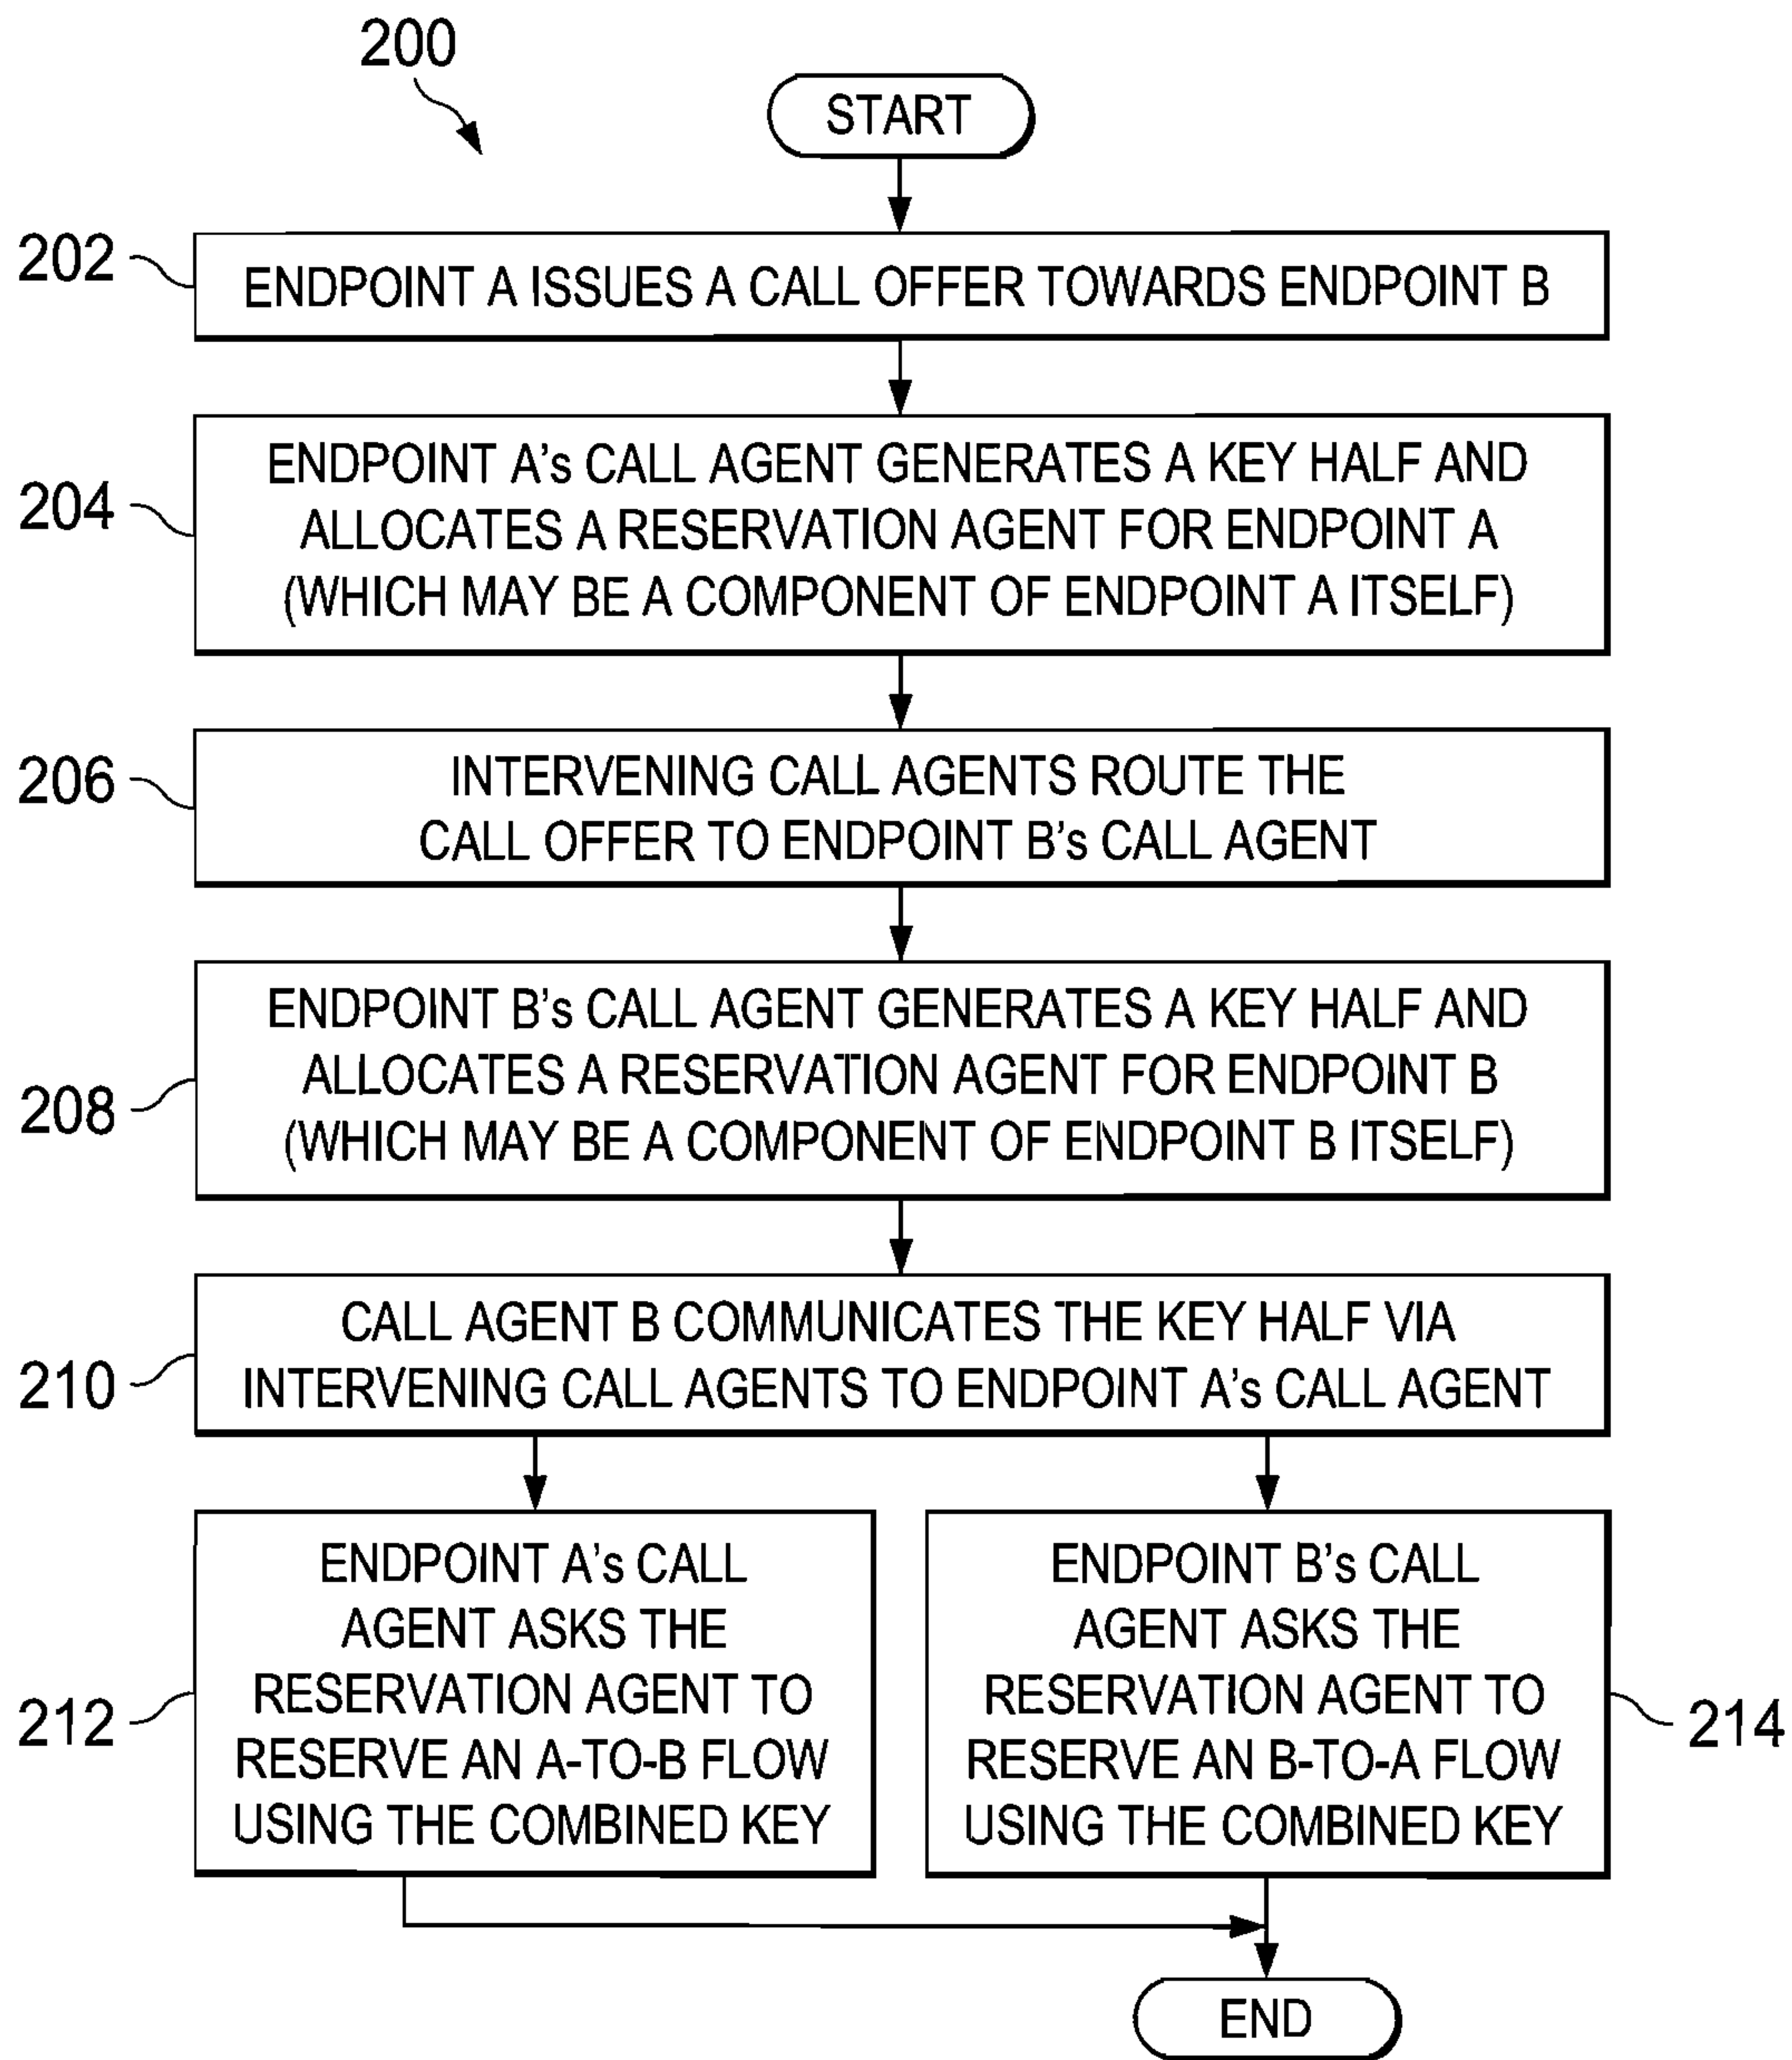 200
START
202
ENDPOINT A ISSUES A CALL OFFER TOWARDS ENDPOINT B
204
ENDPOINT A's CALL AGENT GENERATES A KEY HALF AND
ALLOCATES A RESERVATION AGENT FOR ENDPOINT A
(WHICH MAY BE A COMPONENT OF ENDPOINT A ITSELF)
206
INTERVENING CALL AGENTS ROUTE THE
CALL OFFER TO ENDPOINT B's CALL AGENT
208
ENDPOINT B's CALL AGENT GENERATES A KEY HALF AND
ALLOCATES A RESERVATION AGENT FOR ENDPOINT B
(WHICH MAY BE A COMPONENT OF ENDPOINT B ITSELF)
210
CALL AGENT B COMMUNICATES THE KEY HALF VIA
INTERVENING CALL AGENTS TO ENDPOINT A's CALL AGENT
212
ENDPOINT A's CALL
AGENT ASKS THE
RESERVATION AGENT TO
RESERVE AN A-TO-B FLOW
USING THE COMBINED KEY
ENDPOINT B's CALL
AGENT ASKS THE
RESERVATION AGENT TO
RESERVE AN B-TO-A FLOW
USING THE COMBINED KEY
214
END